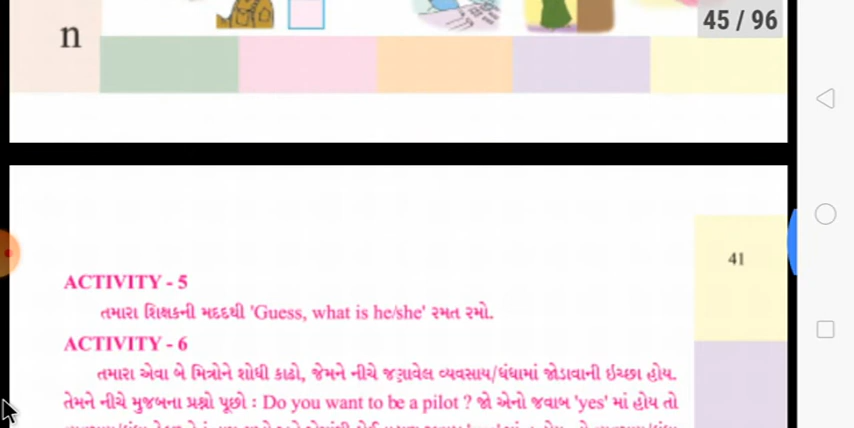 45 / 96
n
41
ACTIVITY - 5
તમારા શિક્ષકની મદદથી 'Guess, what is he/she' રમત રમો.
ACTIVITY - 6
તમારા એવા બે મિત્રોને શોધી કાઢો, જેમને નીચે જણાવેલ વ્યવસાય/ધંધામાં જોડાવાની ઇચ્છા હોય.
તેમને નીચે મુજબના પ્રશ્નો પૂછો : Do you want to be a pilot ? જો એનો જવાબ 'yes' માં હોય તો